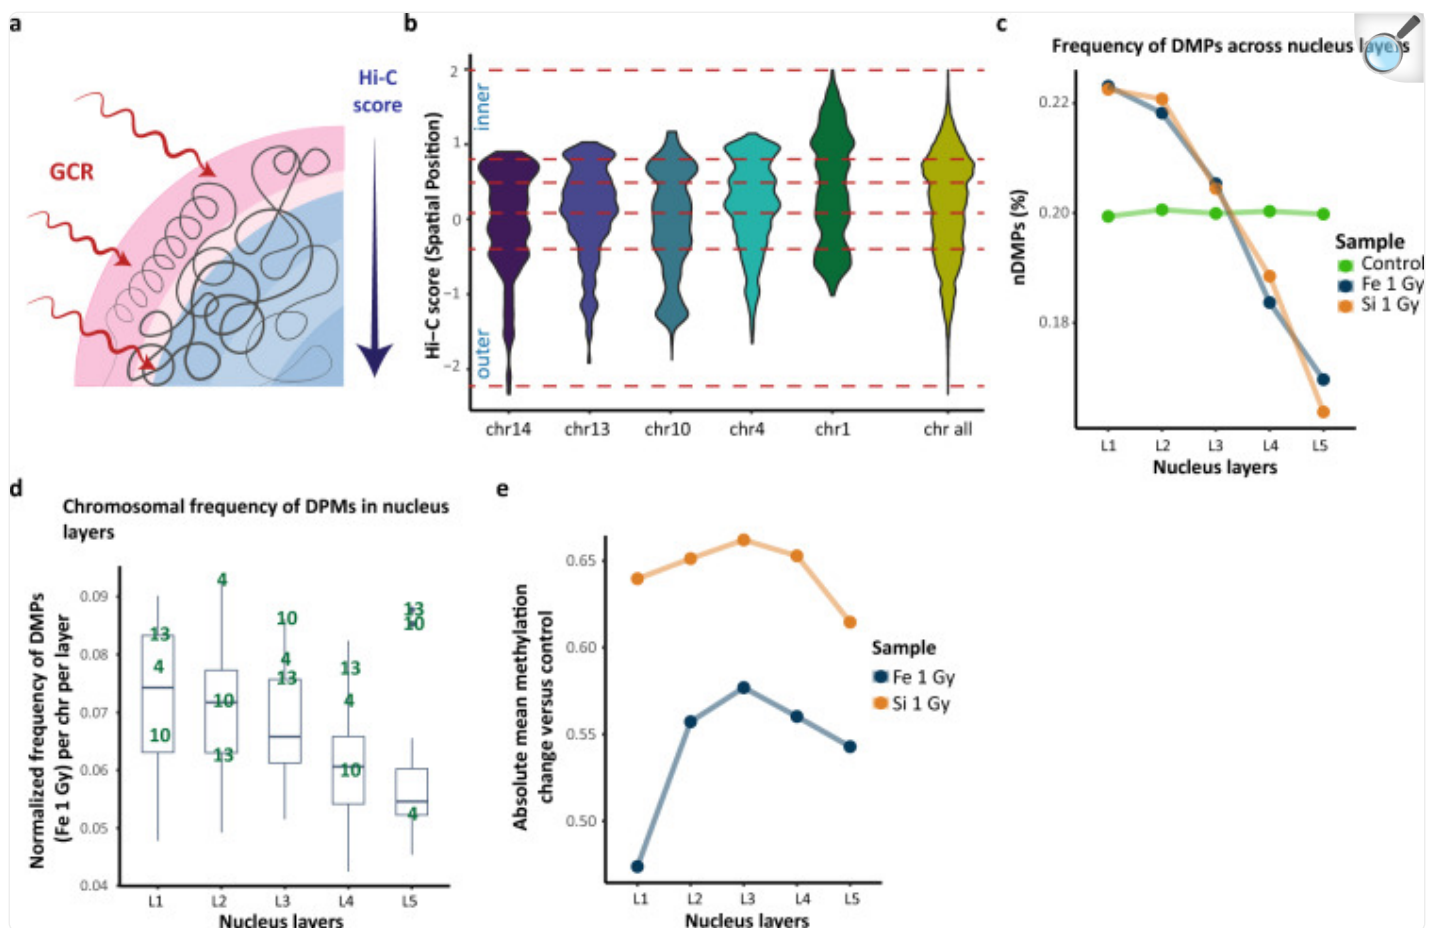 a
Hi-C
score
GCR
b
Hi–C score (Spatial Position)
inner
outer
2
1
0
−1
−2
chr14
chr13
chr10
chr4
chr1
chr all
c
Frequency of DMPs across nucleus layers
nDMPs (%)
0.22
0.20
0.18
L1
L2
L3
L4
L5
Nucleus layers
Sample
Control
Fe 1 Gy
Si 1 Gy
d
Chromosomal frequency of DPMs in nucleus
layers
Normalized frequency of DMPs
(Fe 1 Gy) per chr per layer
0.09
0.08
0.07
0.06
0.05
0.04
13
4
10
4
10
13
10
4
13
13
4
10
13
10
4
L1
L2
L3
L4
L5
Nucleus layers
e
Absolute mean methylation
change versus control
0.65
0.60
0.55
0.50
L1
L2
L3
L4
L5
Nucleus layers
Sample
Fe 1 Gy
Si 1 Gy